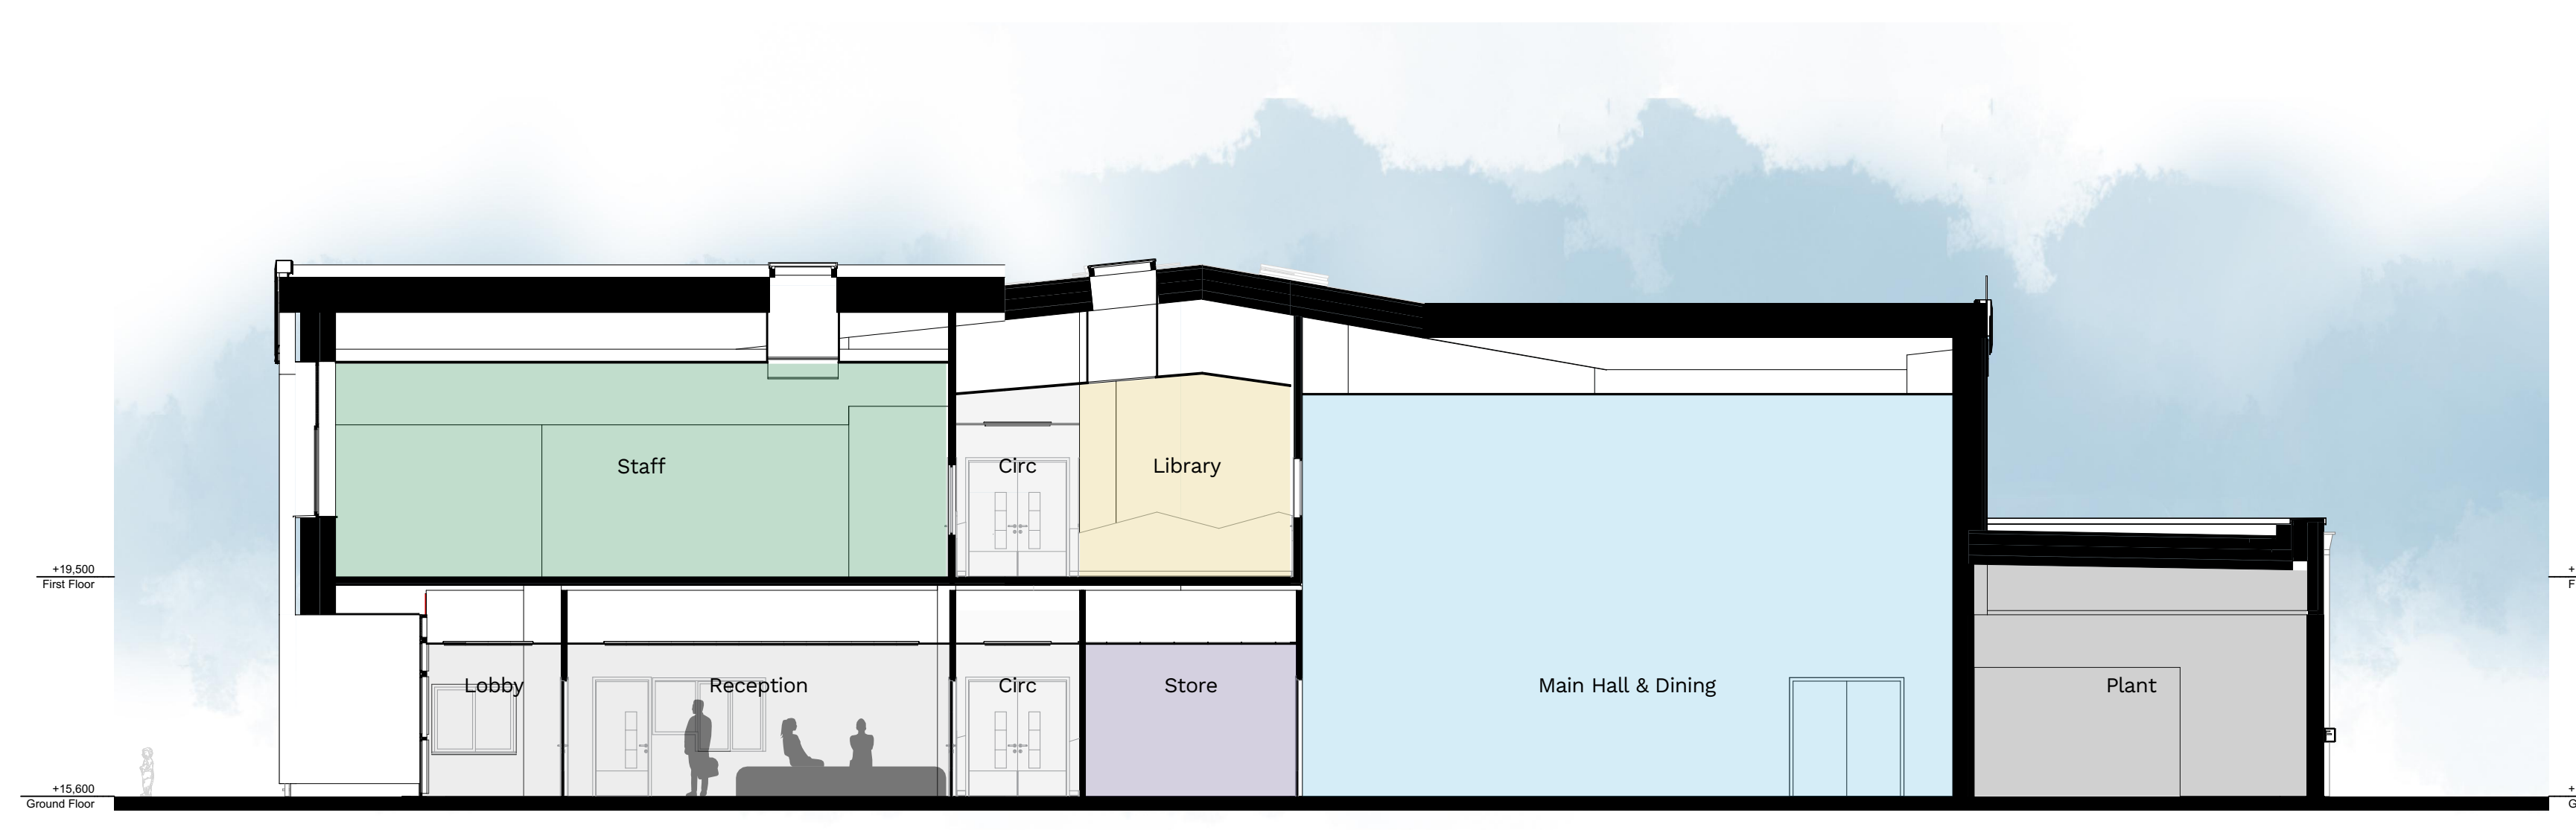 Staff
Circ
Library
+19,500
First Floor
+
F
Lobby
Reception
Circ
Store
Main Hall & Dining
Plant
+15,600
Ground Floor
+
G